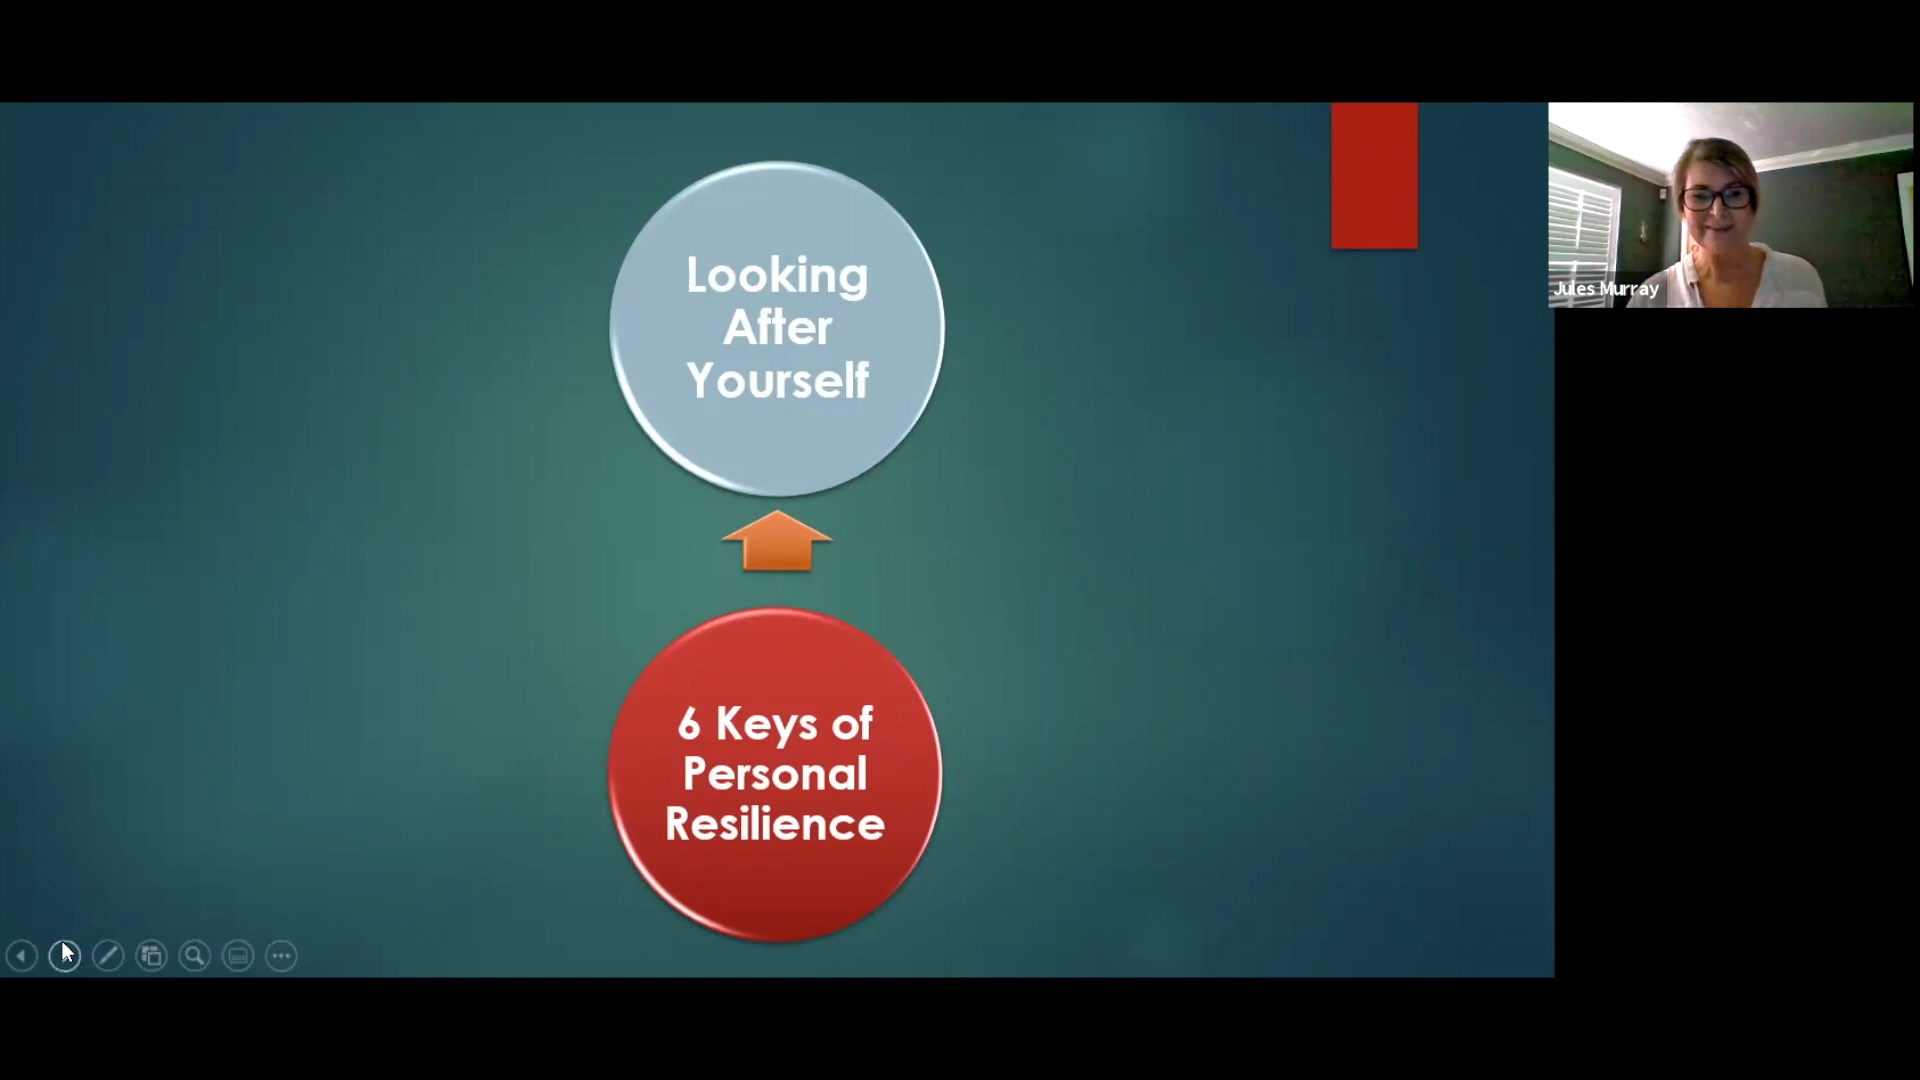 Looking
After
Yourself
6 Keys of
Personal
Resilience
Jules Murray